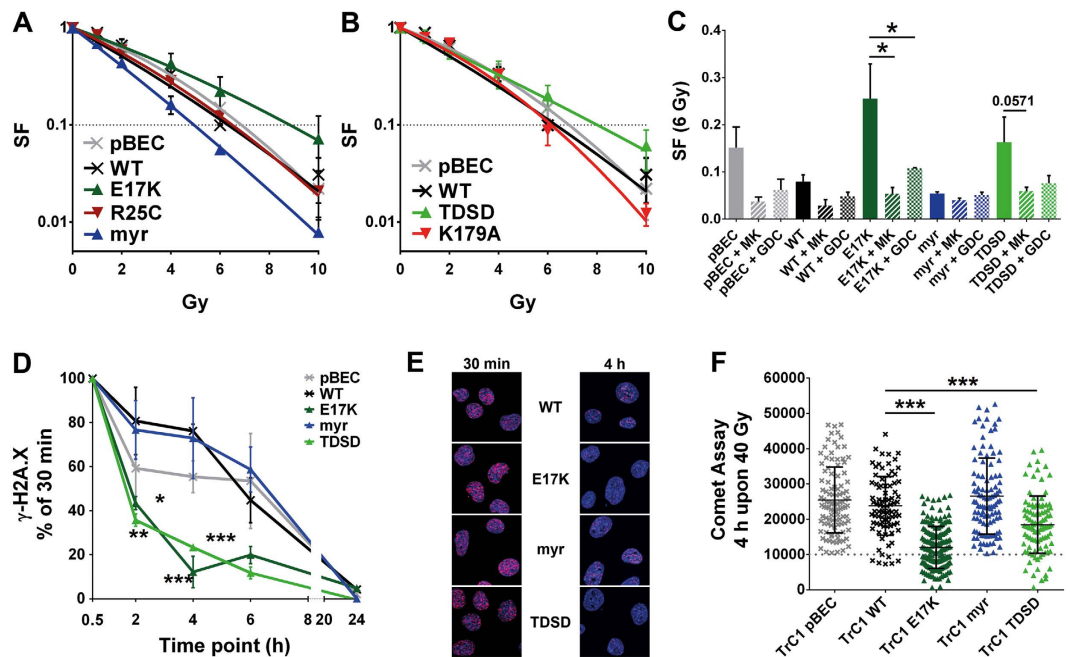 A
SF
1
0.1
0.01
pBEC
WT
E17K
R25C
myr
0 2 4 6 8 10
Gy
B
SF
1
0.1
0.01
pBEC
WT
TDSD
K179A
0 2 4 6 8 10
Gy
C
SF (6 Gy)
0.4
0.3
0.2
0.1
0.0
*
*
0.0571
pBEC
pBEC + MK
pBEC + GDC
WT
WT + MK
WT + GDC
E17K
E17K + MK
E17K + GDC
myr
myr + MK
myr + GDC
TDSD
TDSD + MK
TDSD + GDC
D
γ-H2A.X
% of 30 min
100
80
60
40
20
0
pBEC
WT
E17K
myr
TDSD
*
**
***
***
0.5 2 4 6 8 20 24
Time point (h)
E
30 min 4 h
WT
E17K
myr
TDSD
F
Comet Assay
4 h upon 40 Gy
60000
50000
40000
30000
20000
10000
0
***
***
TrC1 pBEC
TrC1 WT
TrC1 E17K
TrC1 myr
TrC1 TDSD